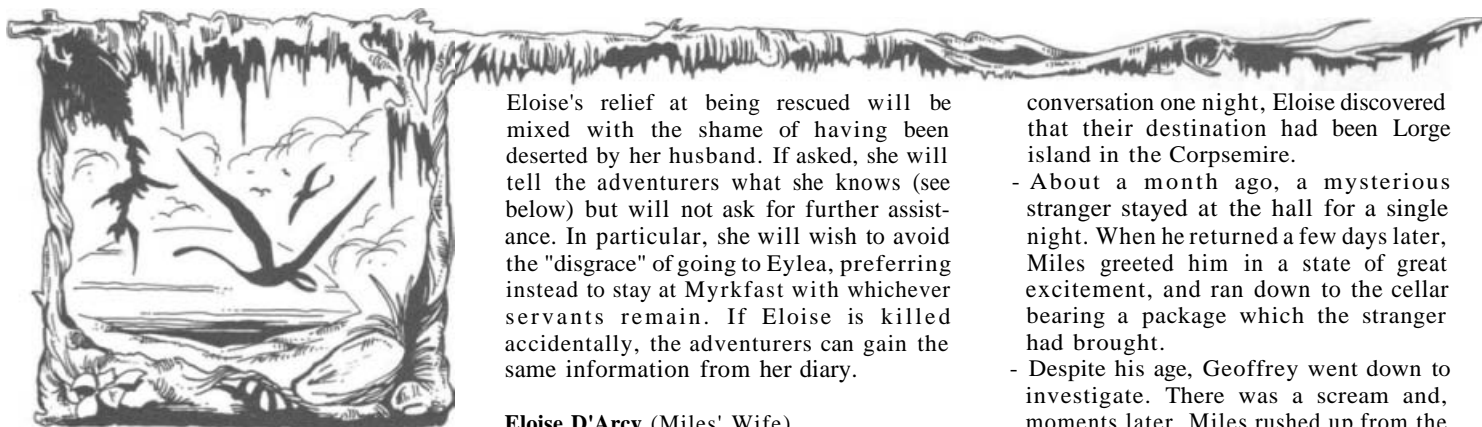 Eloise's relief at being rescued will be
mixed with the shame of having been
deserted by her husband. If asked, she will
tell the adventurers what she knows (see
below) but will not ask for further assist-
ance. In particular, she will wish to avoid
the "disgrace" of going to Eylea, preferring
instead to stay at Myrkfast with whichever
servants remain. If Eloise is killed
accidentally, the adventurers can gain the
same information from her diary.
Eloise D'Arcy (Miles' Wife)
conversation one night, Eloise discovered
that their destination had been Lorge
island in the Corpsemire.
- About a month ago, a mysterious
stranger stayed at the hall for a single
night. When he returned a few days later,
Miles greeted him in a state of great
excitement, and ran down to the cellar
bearing a package which the stranger
had brought.
- Despite his age, Geoffrey went down to
investigate. There was a scream and,
moments later, Miles rushed up from the